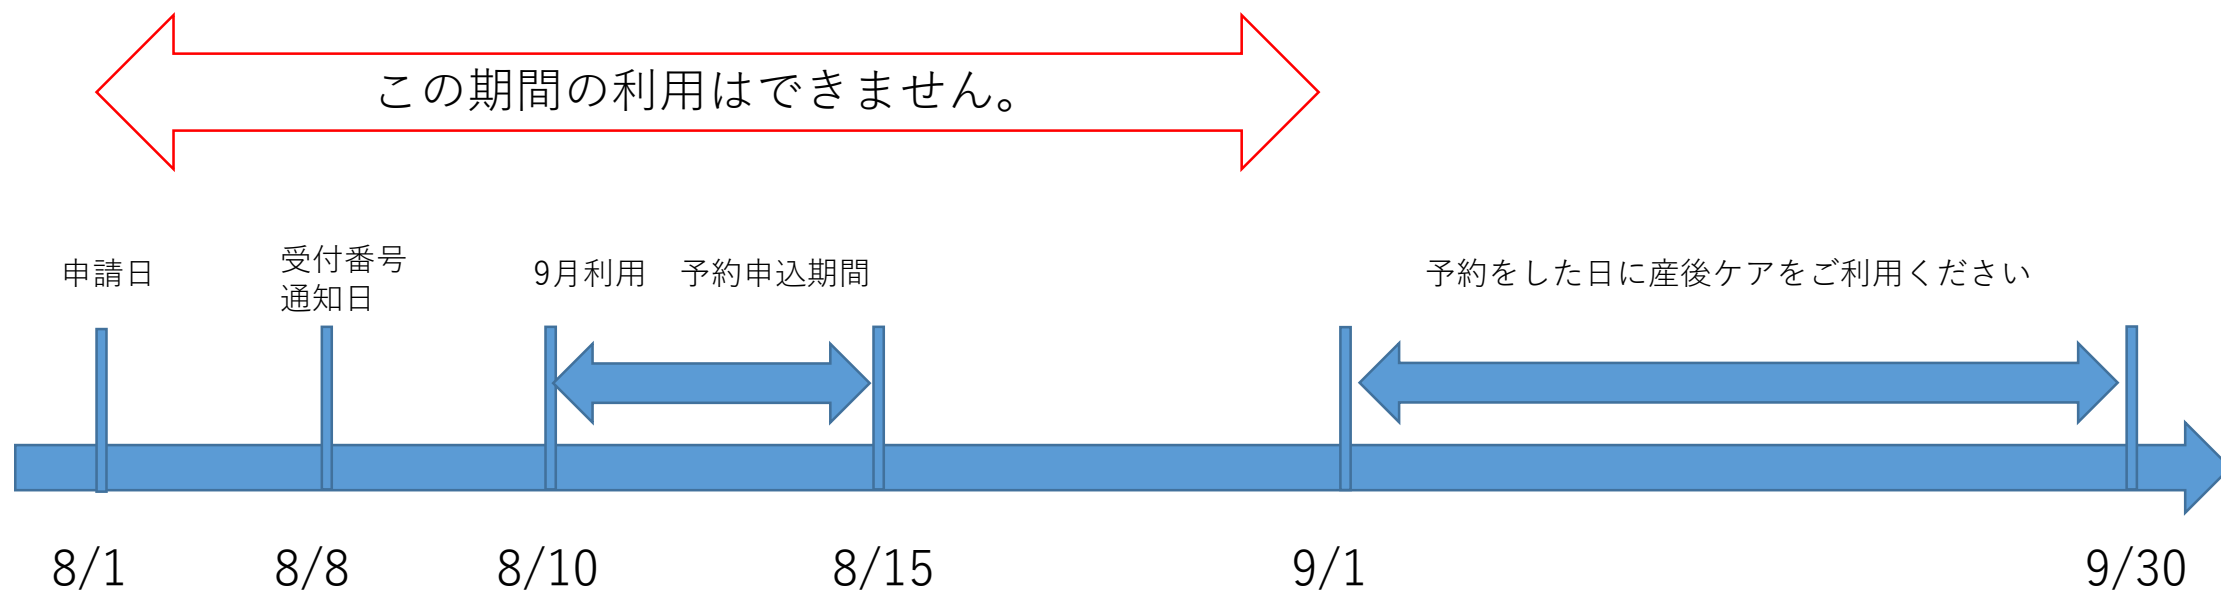 この期間の利用はできません。
申請日
受付番号
通知日
9月利用　予約申込期間
予約をした日に産後ケアをご利用ください
8/1
8/8
8/10
8/15
9/1
9/30